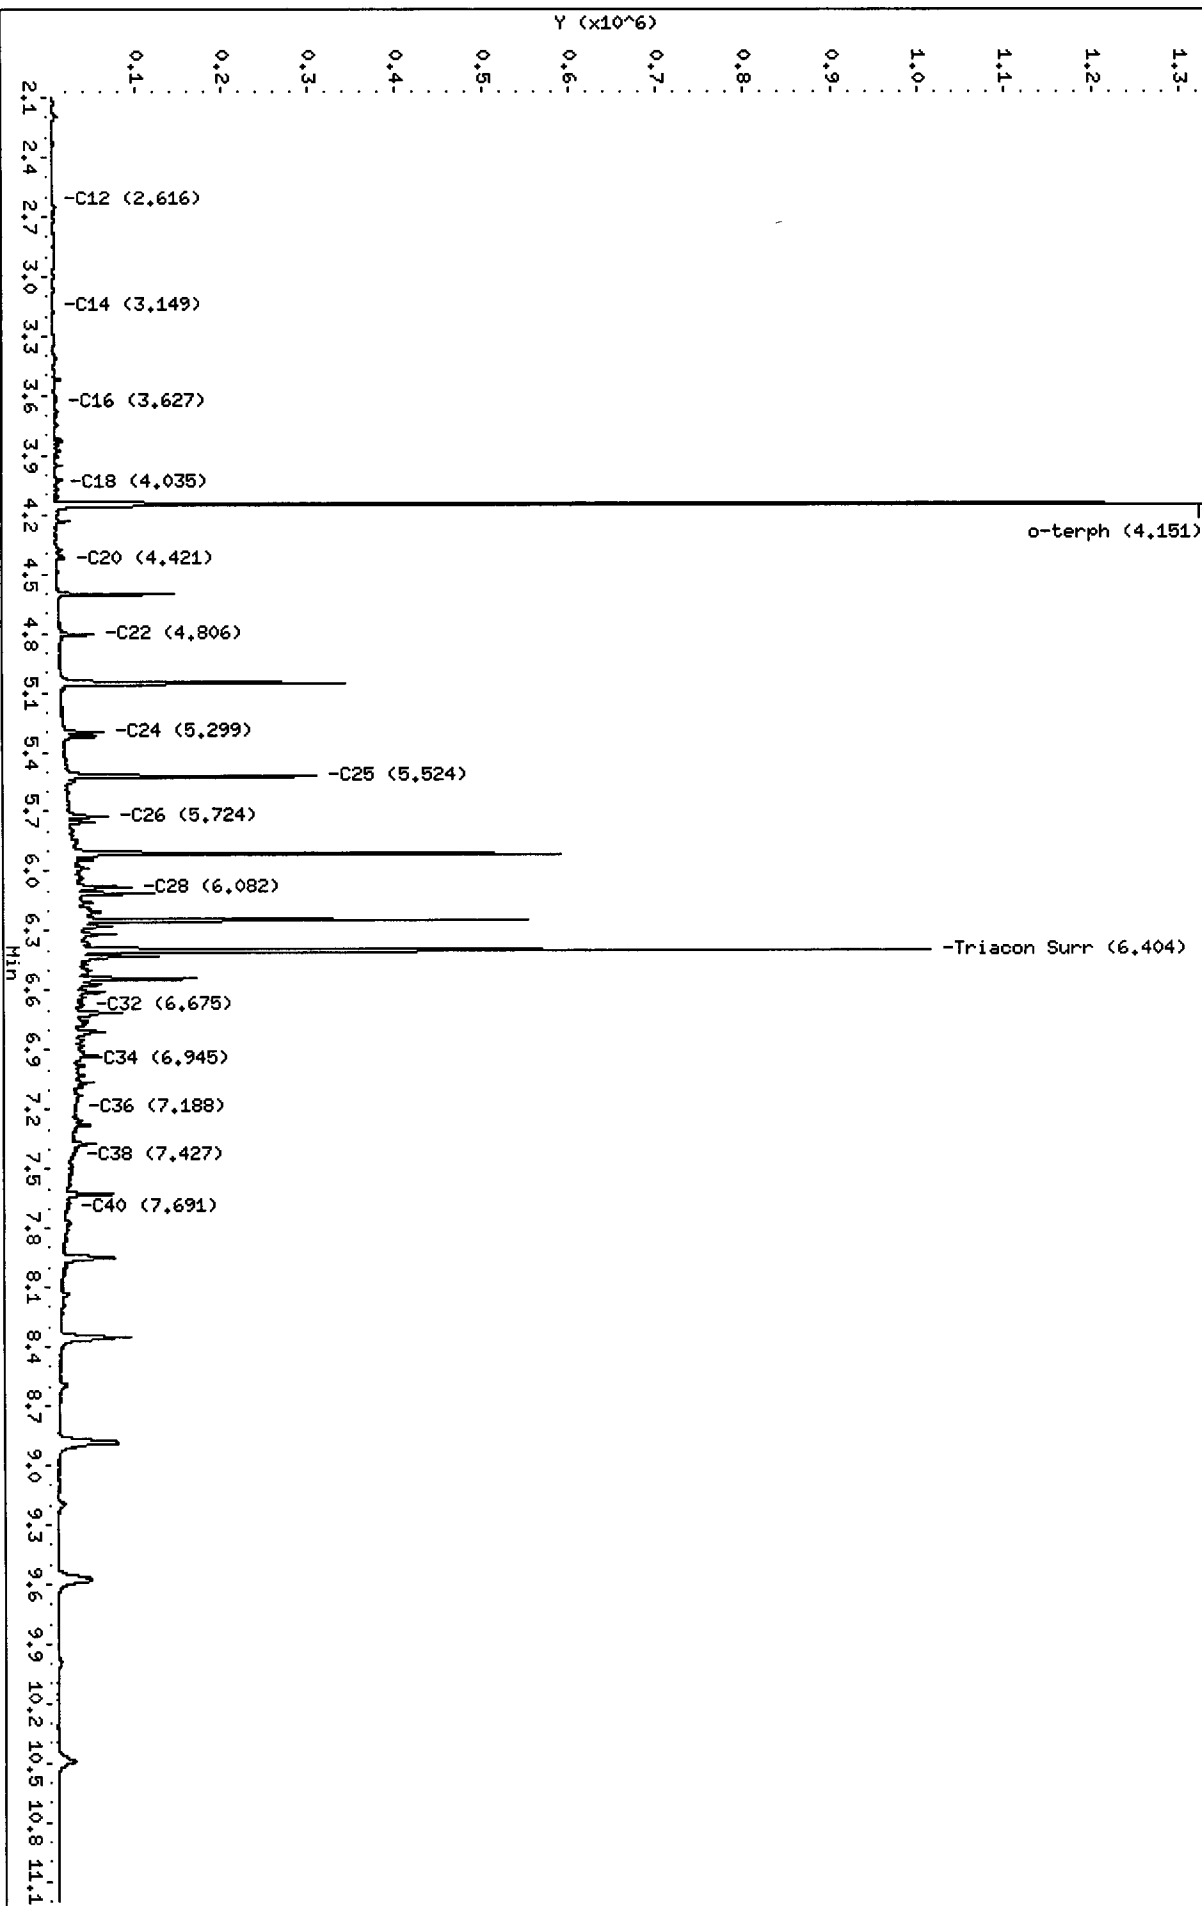 Y (x10^6)
0.1
0.2
0.3
0.4
0.5
0.6
0.7
0.8
0.9
1.0
1.1
1.2
1.3
2.1
2.4
2.7
3.0
3.3
3.6
3.9
4.2
4.5
4.8
5.1
5.4
5.7
6.0
6.3
6.6
6.9
7.2
7.5
7.8
8.1
8.4
8.7
9.0
9.3
9.6
9.9
10.2
10.5
10.8
11.1
Min
-C12 (2.616)
-C14 (3.149)
-C16 (3.627)
-C18 (4.035)
o-terph (4.151)
-C20 (4.421)
-C22 (4.806)
-C24 (5.299)
-C25 (5.524)
-C26 (5.724)
-C28 (6.082)
-Triacon Surr (6.404)
-C32 (6.675)
-C34 (6.945)
-C36 (7.188)
-C38 (7.427)
-C40 (7.691)